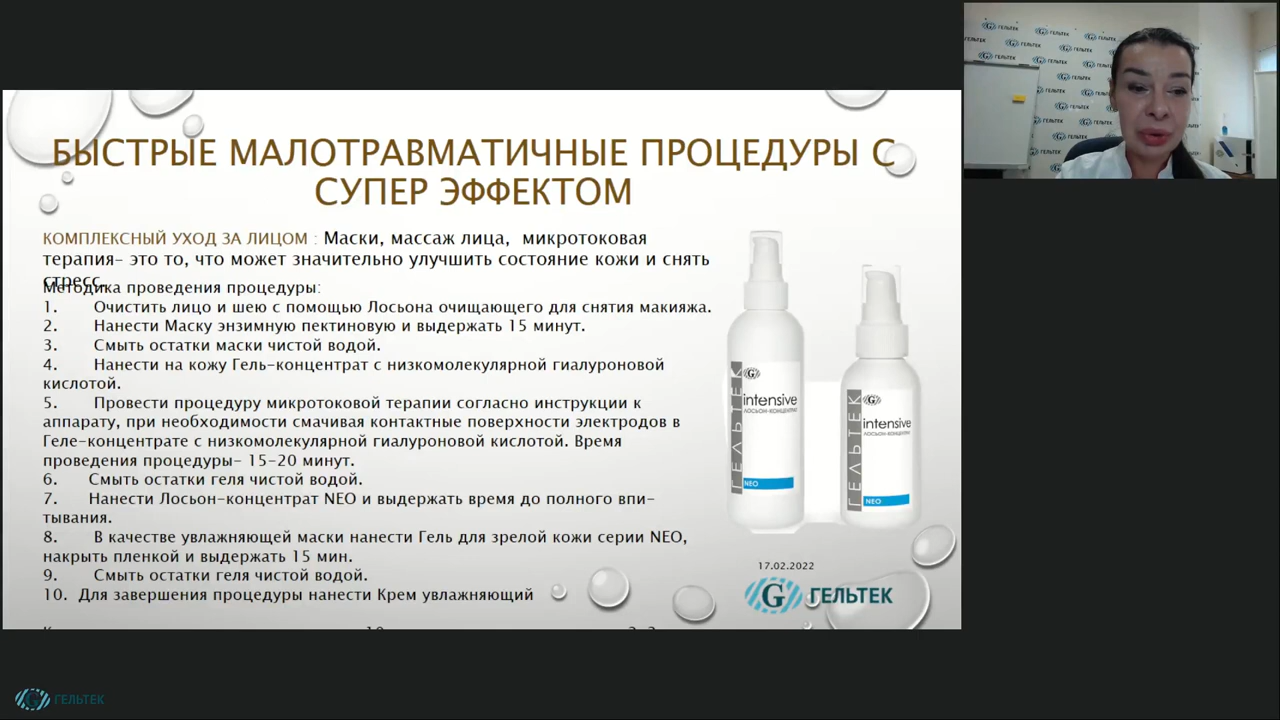 БЫСТРЫЕ МАЛОТРАВМАТИЧНЫЕ ПРОЦЕДУРЫ С
СУПЕР ЭФФЕКТОМ
КОМПЛЕКСНЫЙ УХОД ЗА ЛИЦОМ : Маски, массаж лица, микротоковая
терапия– это то, что может значительно улучшить состояние кожи и снять
стресс.
Методика проведения процедуры:
1. Очистить лицо и шею с помощью Лосьона очищающего для снятия макияжа.
2. Нанести Маску энзимную пектиновую и выдержать 15 минут.
3. Смыть остатки маски чистой водой.
4. Нанести на кожу Гель-концентрат с низкомолекулярной гиалуроновой
кислотой.
5. Провести процедуру микротоковой терапии согласно инструкции к
аппарату, при необходимости смачивая контактные поверхности электродов в
Геле-концентрате с низкомолекулярной гиалуроновой кислотой. Время
проведения процедуры– 15-20 минут.
6. Смыть остатки геля чистой водой.
7. Нанести Лосьон-концентрат NEO и выдержать время до полного впи-
тывания.
8. В качестве увлажняющей маски нанести Гель для зрелой кожи серии NEO,
накрыть пленкой и выдержать 15 мин.
9. Смыть остатки геля чистой водой.
10. Для завершения процедуры нанести Крем увлажняющий
ГЕЛЬТЕК
intensive
ЛОСЬОН-КОНЦЕНТРАТ
NEO
ГЕЛЬТЕК
intensive
ЛОСЬОН-КОНЦЕНТРАТ
NEO
17.02.2022
ГЕЛЬТЕК
ГЕЛЬТЕК